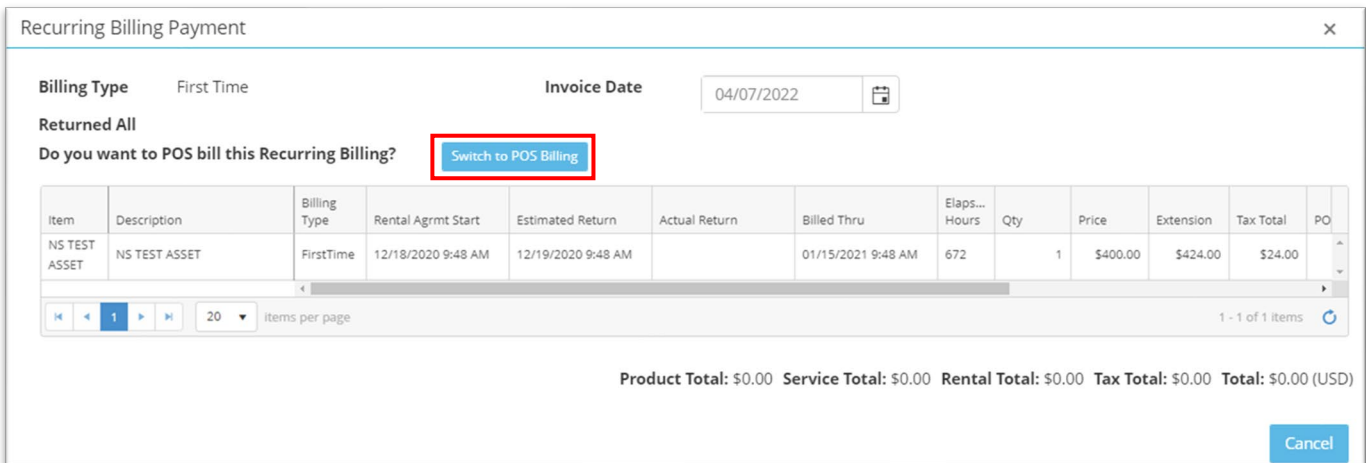 Recurring Billing Payment ×
Billing Type First Time Invoice Date 04/07/2022
Returned All
Do you want to POS bill this Recurring Billing? Switch to POS Billing
Billing Elaps...
Item Description Type Rental Agrmt Start Estimated Return Actual Return Billed Thru Hours Qty Price Extension Tax Total PO
NS TEST
ASSET NS TEST ASSET FirstTime 12/18/2020 9:48 AM 12/19/2020 9:48 AM 01/15/2021 9:48 AM 672 1 $400.00 $424.00 $24.00
1 20 items per page 1 - 1 of 1 items
Product Total: $0.00 Service Total: $0.00 Rental Total: $0.00 Tax Total: $0.00 Total: $0.00 (USD)
Cancel